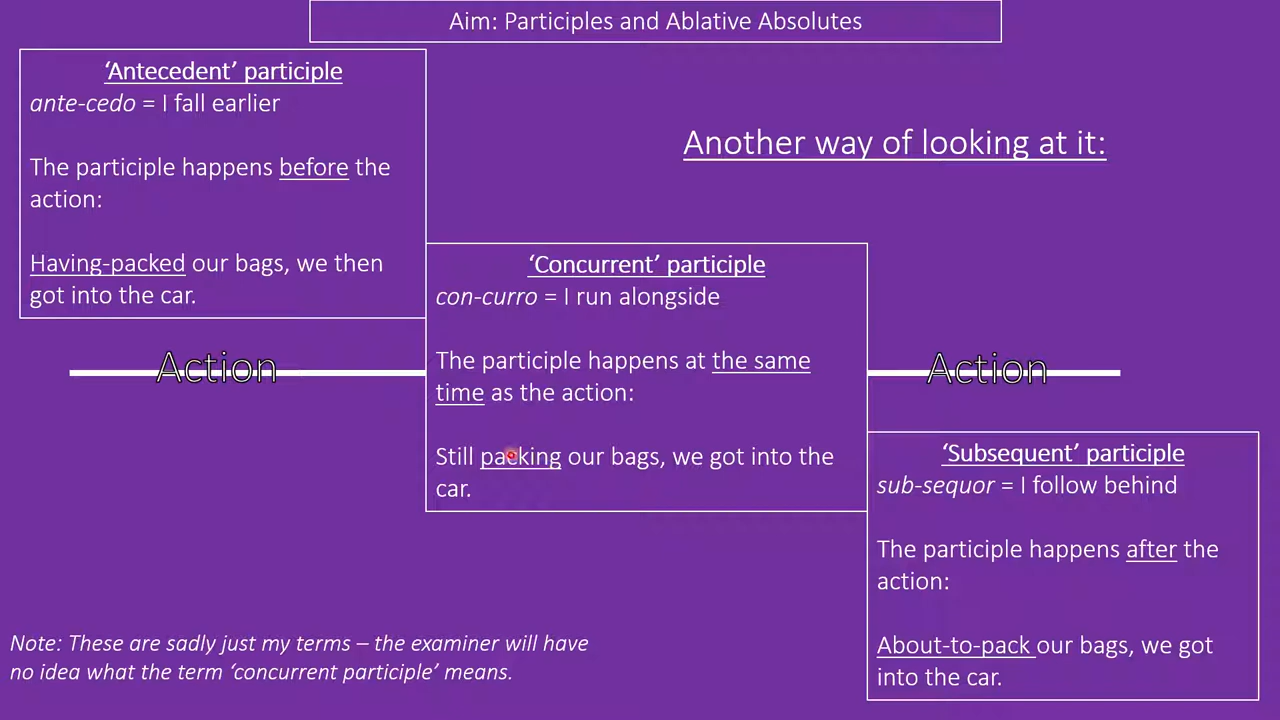 Aim: Participles and Ablative Absolutes
‘Antecedent’ participle
ante-cedo = I fall earlier
The participle happens before the
action:
Having-packed our bags, we then
got into the car.
Another way of looking at it:
‘Concurrent’ participle
con-curro = I run alongside
The participle happens at the same
time as the action:
Still packing our bags, we got into the
car.
Action
Action
‘Subsequent’ participle
sub-sequor = I follow behind
The participle happens after the
action:
About-to-pack our bags, we got
into the car.
Note: These are sadly just my terms – the examiner will have
no idea what the term ‘concurrent participle’ means.